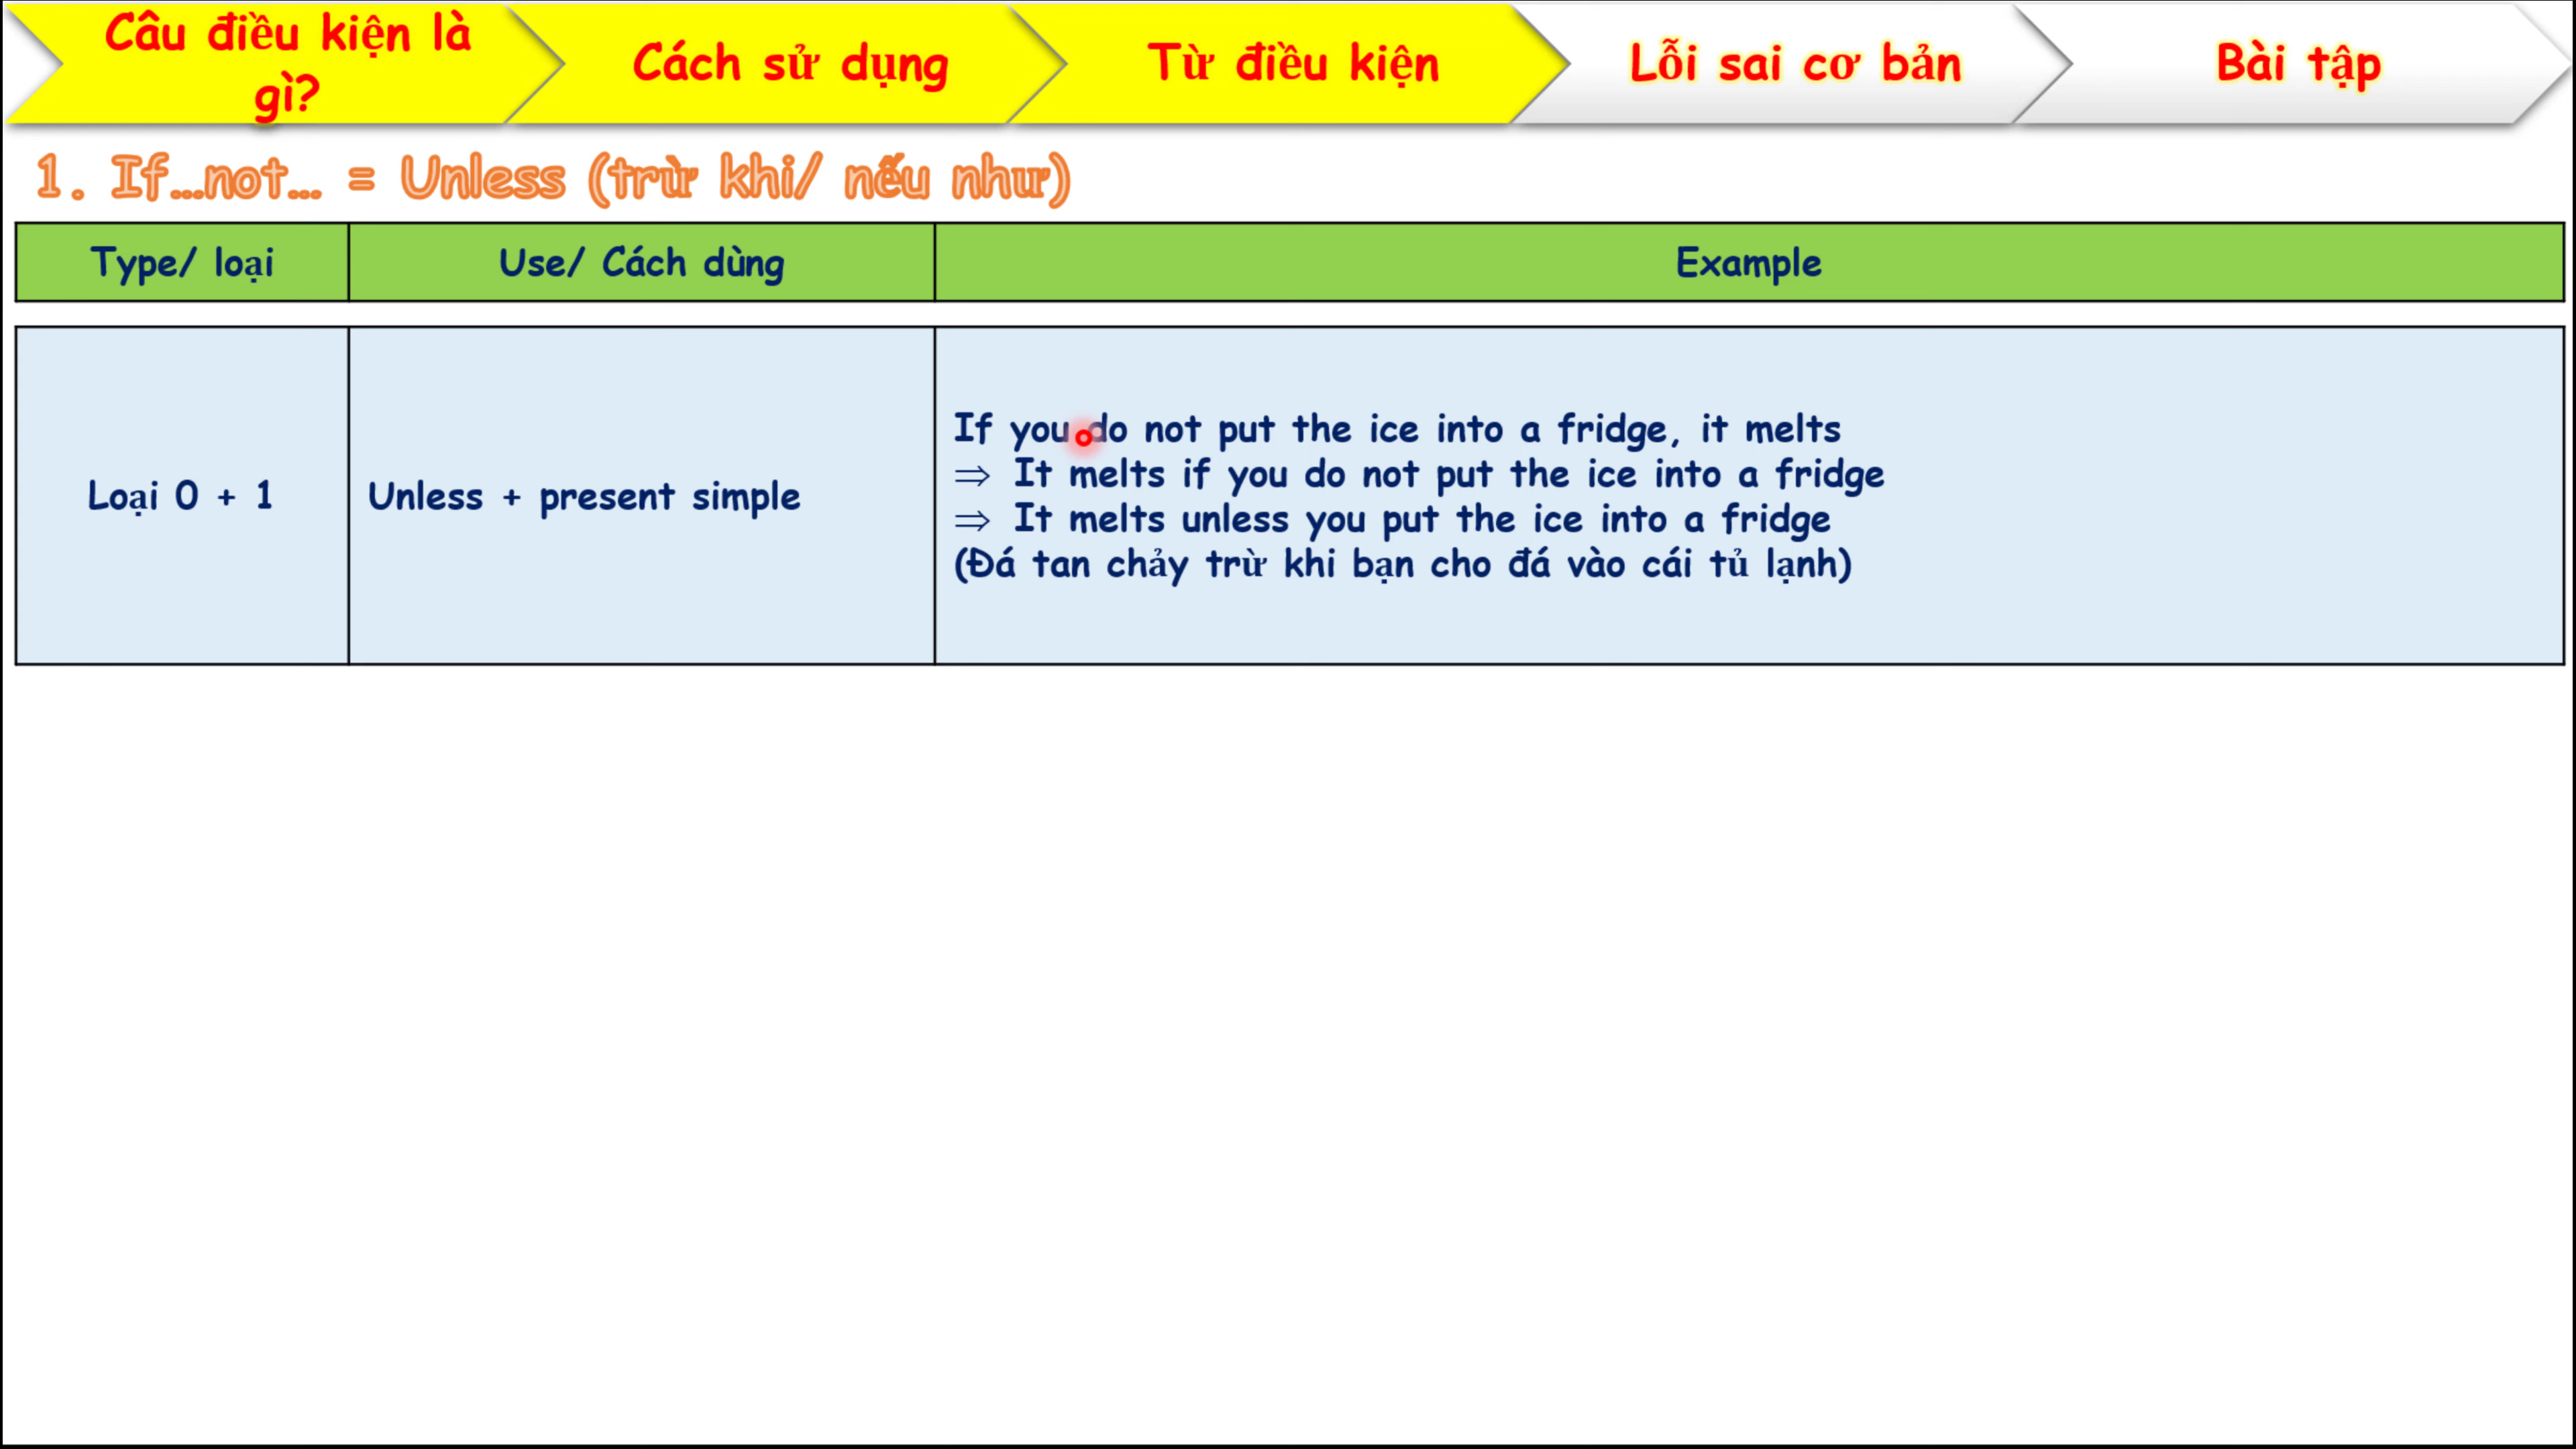 Câu điều kiện là
gì?
Cách sử dụng
Từ điều kiện
Lỗi sai cơ bản
Bài tập
1. If...not... = Unless (trừ khi/ nếu như)
Type/ loại
Use/ Cách dùng
Example
Loại 0 + 1
Unless + present simple
If you do not put the ice into a fridge, it melts
⇒ It melts if you do not put the ice into a fridge
⇒ It melts unless you put the ice into a fridge
(Đá tan chảy trừ khi bạn cho đá vào cái tủ lạnh)